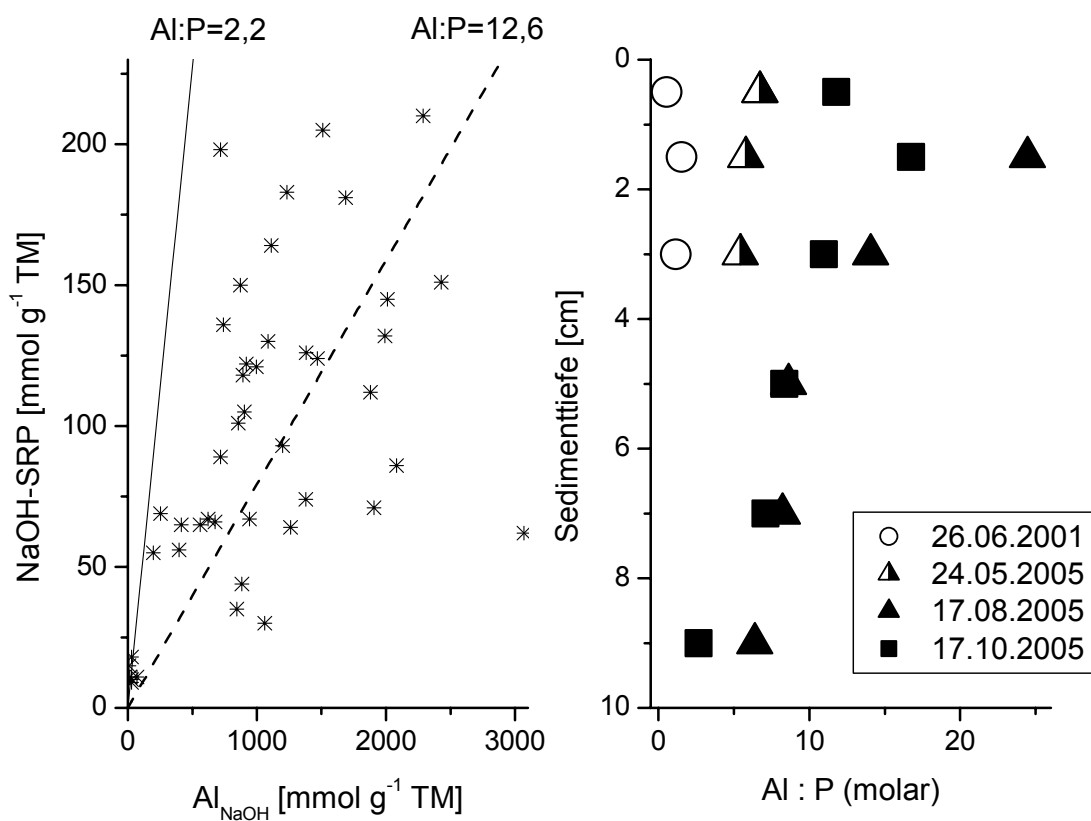 Al:P=2,2
Al:P=12,6
200
150
100
50
0
NaOH-SRP [mmol g⁻¹ TM]
0 1000 2000 3000
Al_NaOH [mmol g⁻¹ TM]
0
2
4
6
8
10
Sedimenttiefe [cm]
26.06.2001
24.05.2005
17.08.2005
17.10.2005
0 10 20
Al : P (molar)